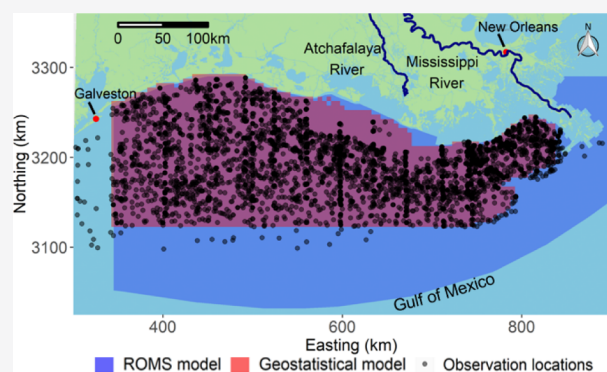 0 50 100km
N
New Orleans
Atchafalaya
River
Mississippi
River
Galveston
3300
3200
3100
Northing (km)
Gulf of Mexico
400 600 800
Easting (km)
ROMS model Geostatistical model Observation locations